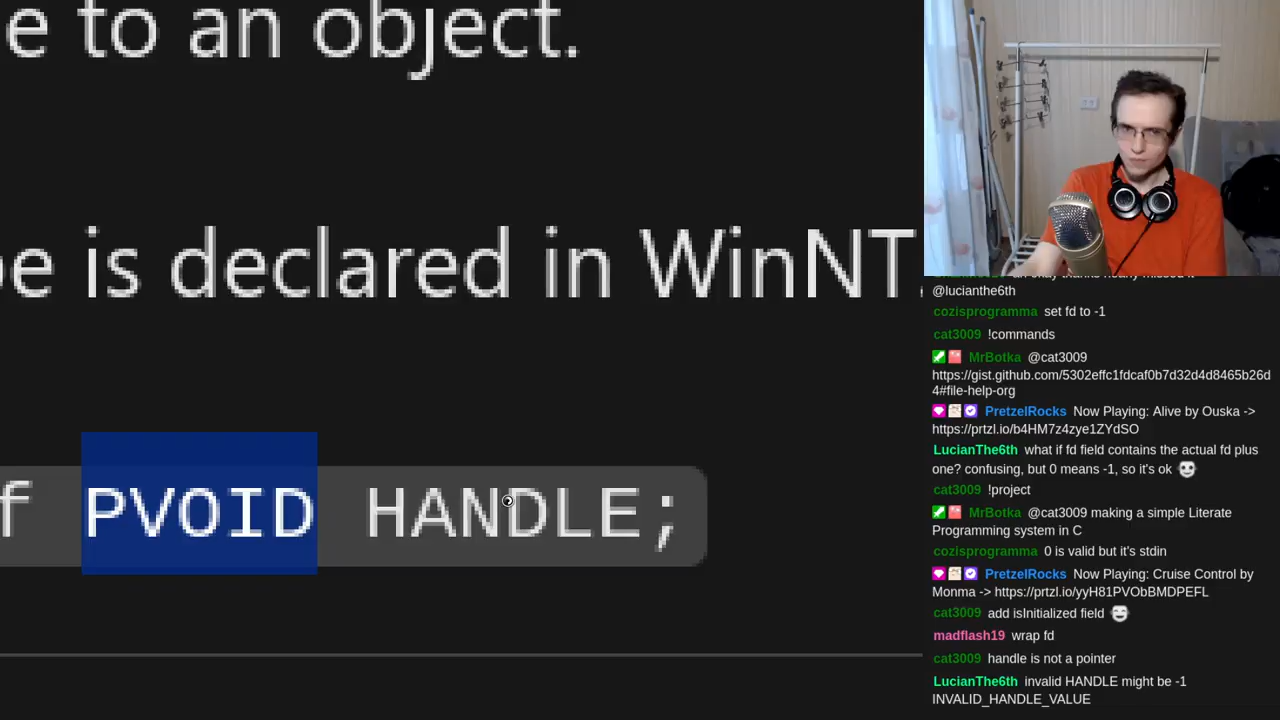 e to an object.
e is declared in WinNT
f PVOID HANDLE;
@lucianthe6th
cozisprogramma set fd to -1
cat3009 !commands
MrBotka @cat3009
https://gist.github.com/5302effc1fdcaf0b7d32d4d8465b26d
4#file-help-org
PretzelRocks Now Playing: Alive by Ouska ->
https://prtzl.io/b4HM7z4zye1ZYdSO
LucianThe6th what if fd field contains the actual fd plus
one? confusing, but 0 means -1, so it's ok
cat3009 !project
MrBotka @cat3009 making a simple Literate
Programming system in C
cozisprogramma 0 is valid but it's stdin
PretzelRocks Now Playing: Cruise Control by
Monma -> https://prtzl.io/yyH81PVObBMDPEFL
cat3009 add isInitialized field
madflash19 wrap fd
cat3009 handle is not a pointer
LucianThe6th invalid HANDLE might be -1
INVALID_HANDLE_VALUE